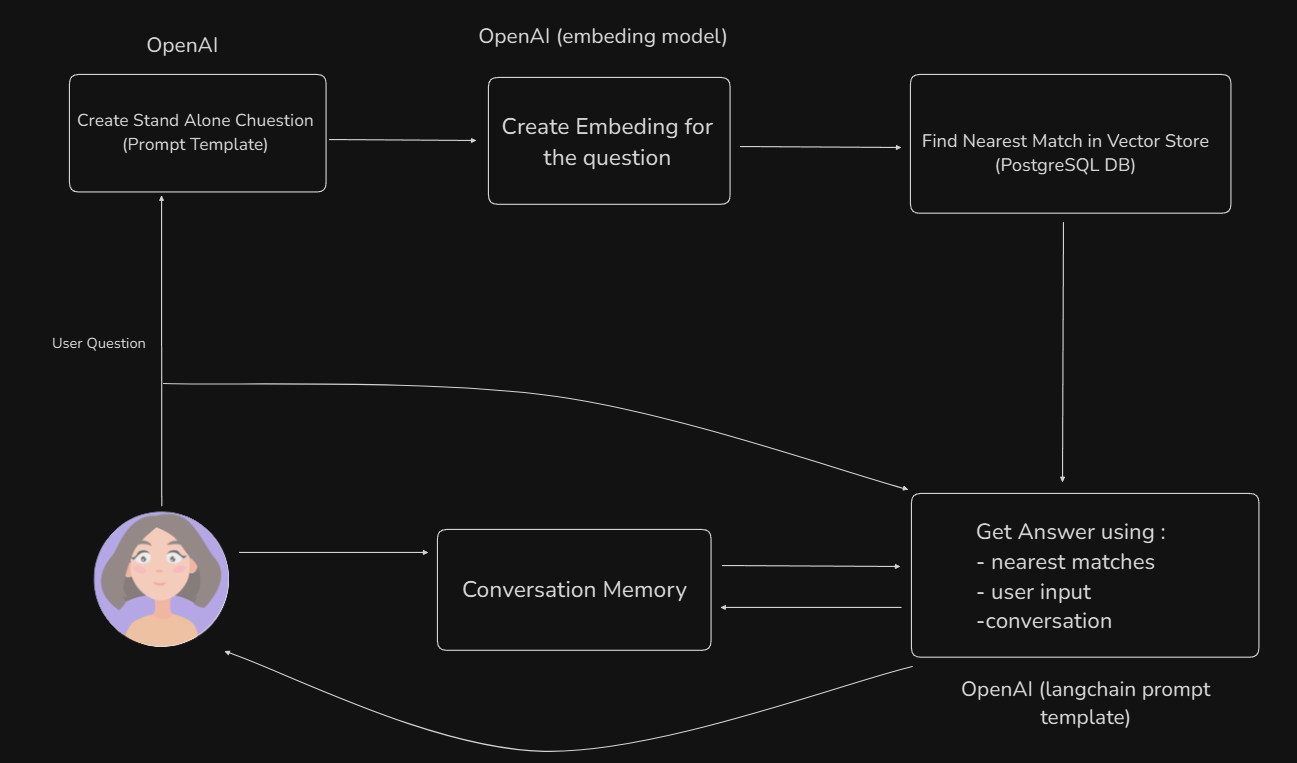 OpenAI
OpenAI (embeding model)
Create Stand Alone Chuestion
(Prompt Template)
Create Embeding for
the question
Find Nearest Match in Vector Store
(PostgreSQL DB)
User Question
Conversation Memory
Get Answer using :
- nearest matches
- user input
-conversation
OpenAI (langchain prompt
template)